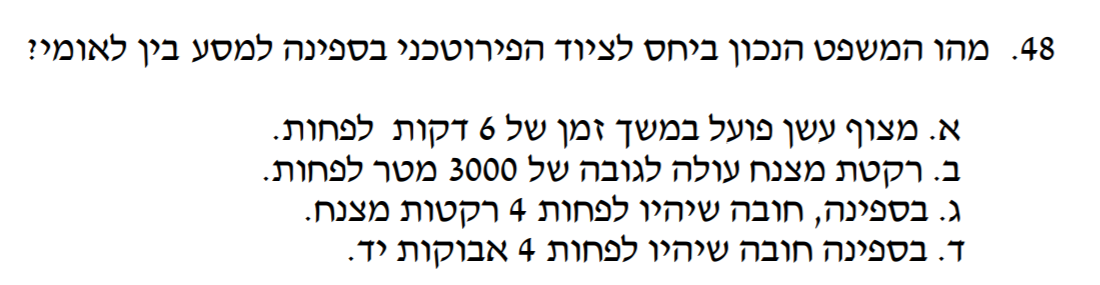 48. מהו המשפט הנכון ביחס לציוד הפירוטכני בספינה למסע בין לאומי?
א. מצוף עשן פועל במשך זמן של 6 דקות לפחות.
ב. רקטת מצנח עולה לגובה של 3000 מטר לפחות.
ג. בספינה, חובה שיהיו לפחות 4 רקטות מצנח.
ד. בספינה חובה שיהיו לפחות 4 אבוקות יד.